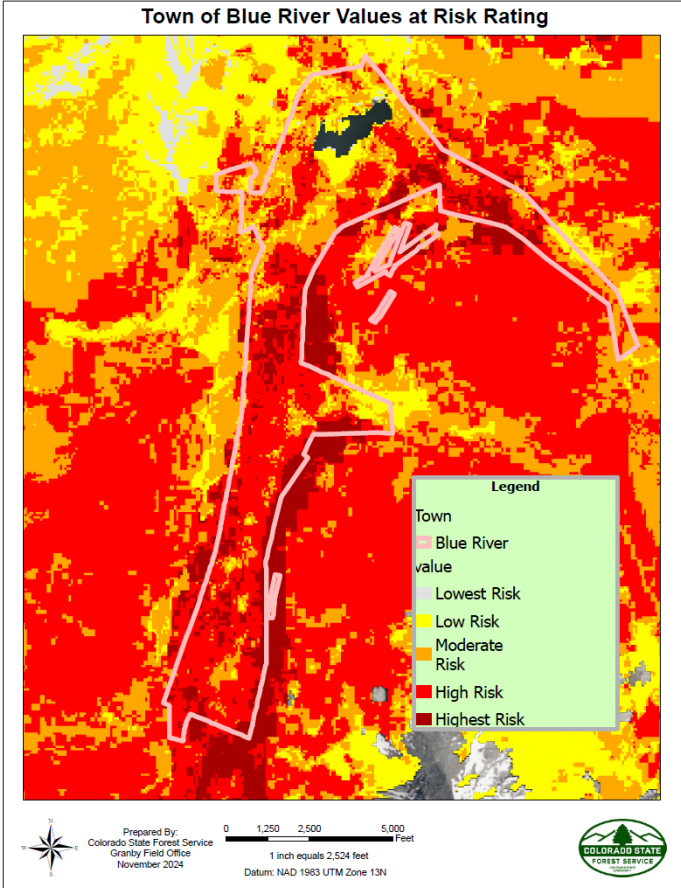 Town of Blue River Values at Risk Rating
Legend
Town
Blue River
value
Lowest Risk
Low Risk
Moderate
Risk
High Risk
Highest Risk
N
W
E
S
Prepared By:
Colorado State Forest Service
Granby Field Office
November 2024
0 1,250 2,500 5,000
Feet
1 inch equals 2,524 feet
Datum: NAD 1983 UTM Zone 13N
COLORADO STATE
FOREST SERVICE